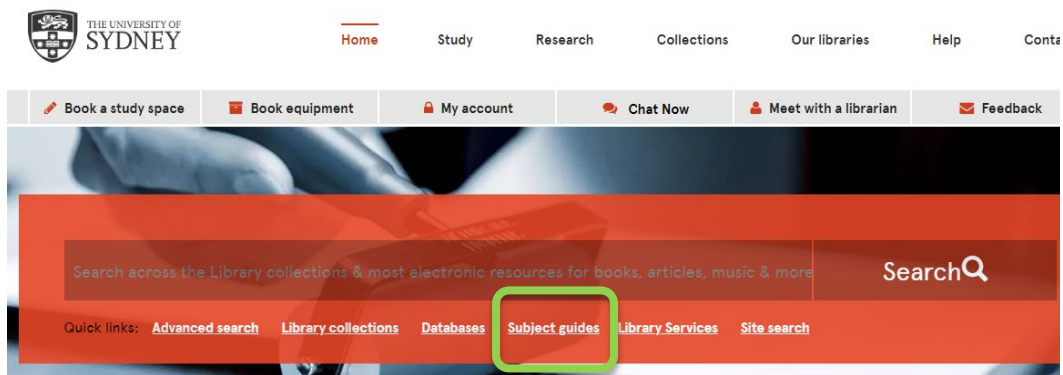 THE UNIVERSITY OF
SYDNEY
Home Study Research Collections Our libraries Help Conta
Book a study space Book equipment My account Chat Now Meet with a librarian Feedback
Search across the Library collections & most electronic resources for books, articles, music & more Search
Quick links: Advanced search Library collections Databases Subject guides Library Services Site search